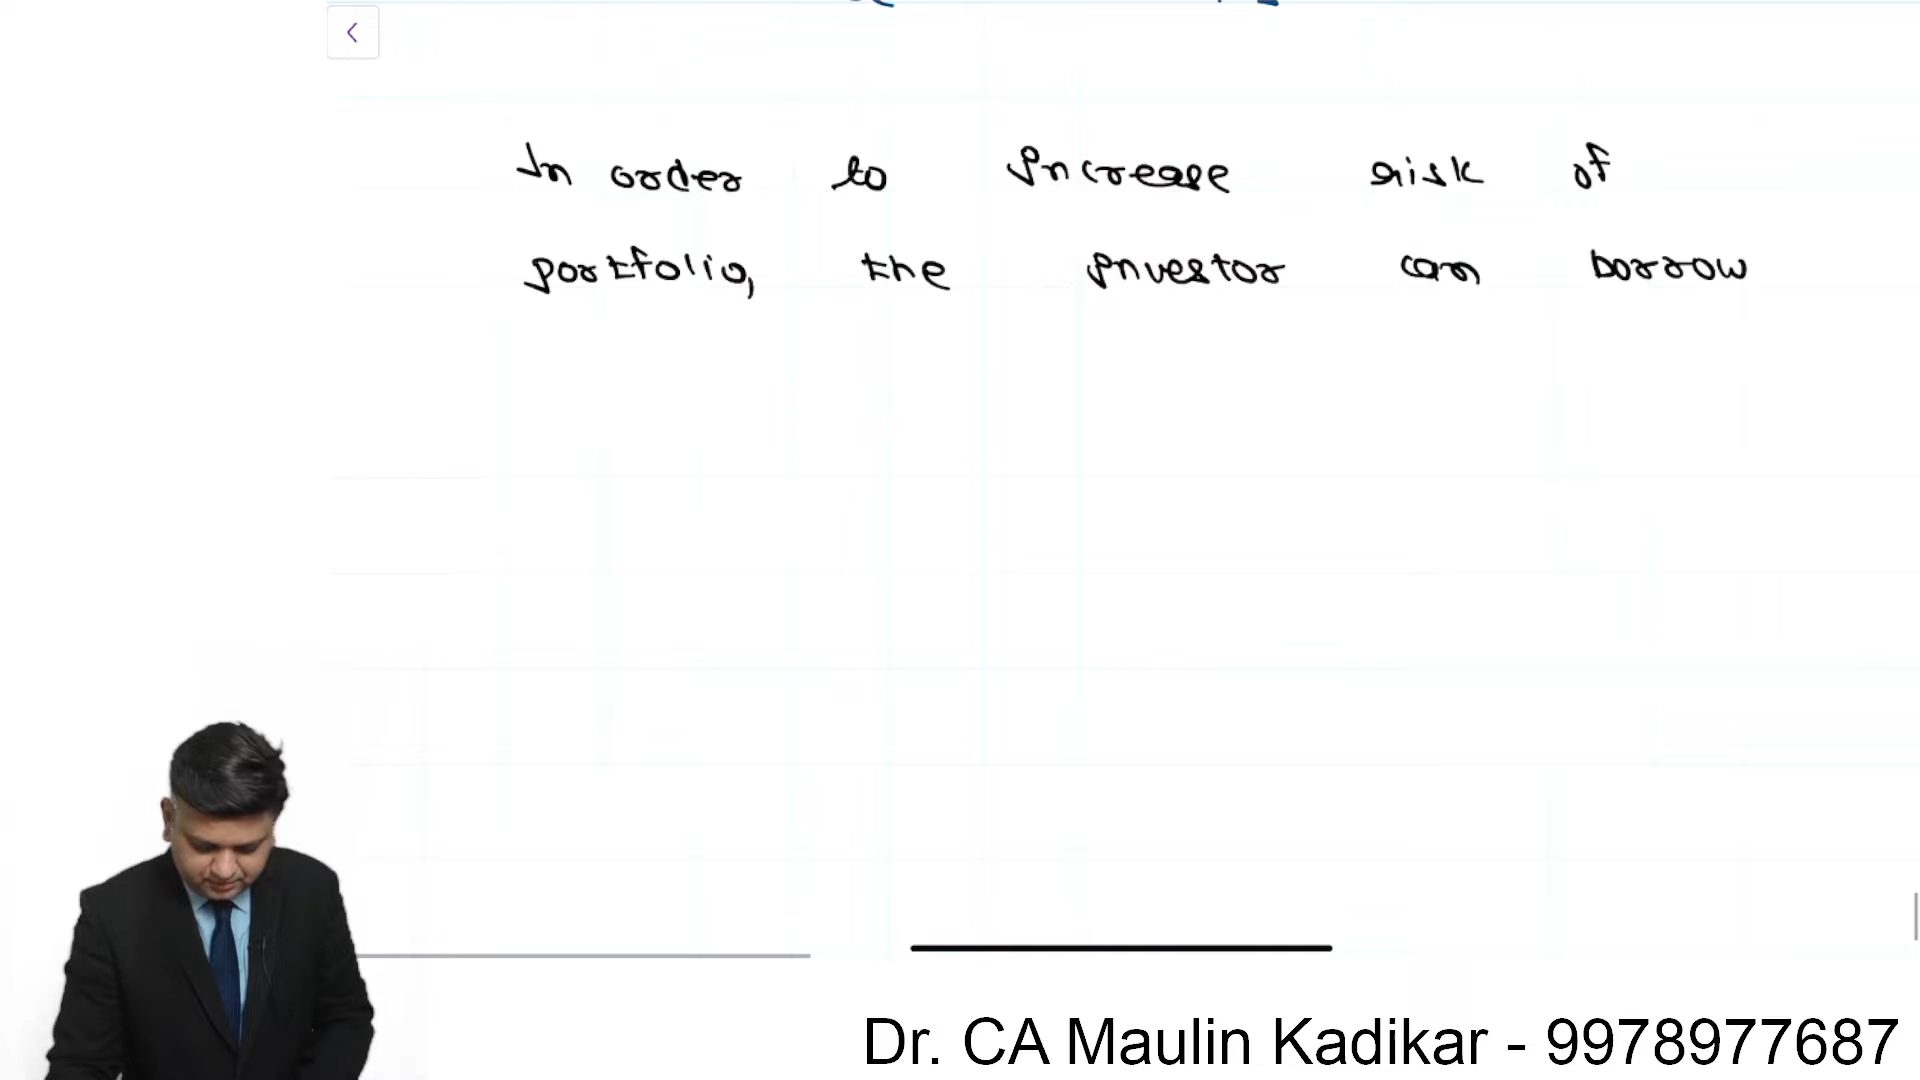 In order to increase risk of
portfolio, the investor can borrow
Dr. CA Maulin Kadikar - 9978977687